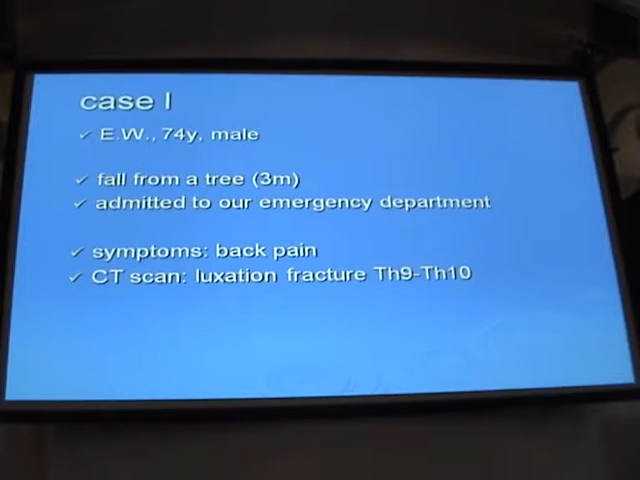 case I
✓ E.W., 74y, male
✓ fall from a tree (3m)
✓ admitted to our emergency department
✓ symptoms: back pain
✓ CT scan: luxation fracture Th9-Th10